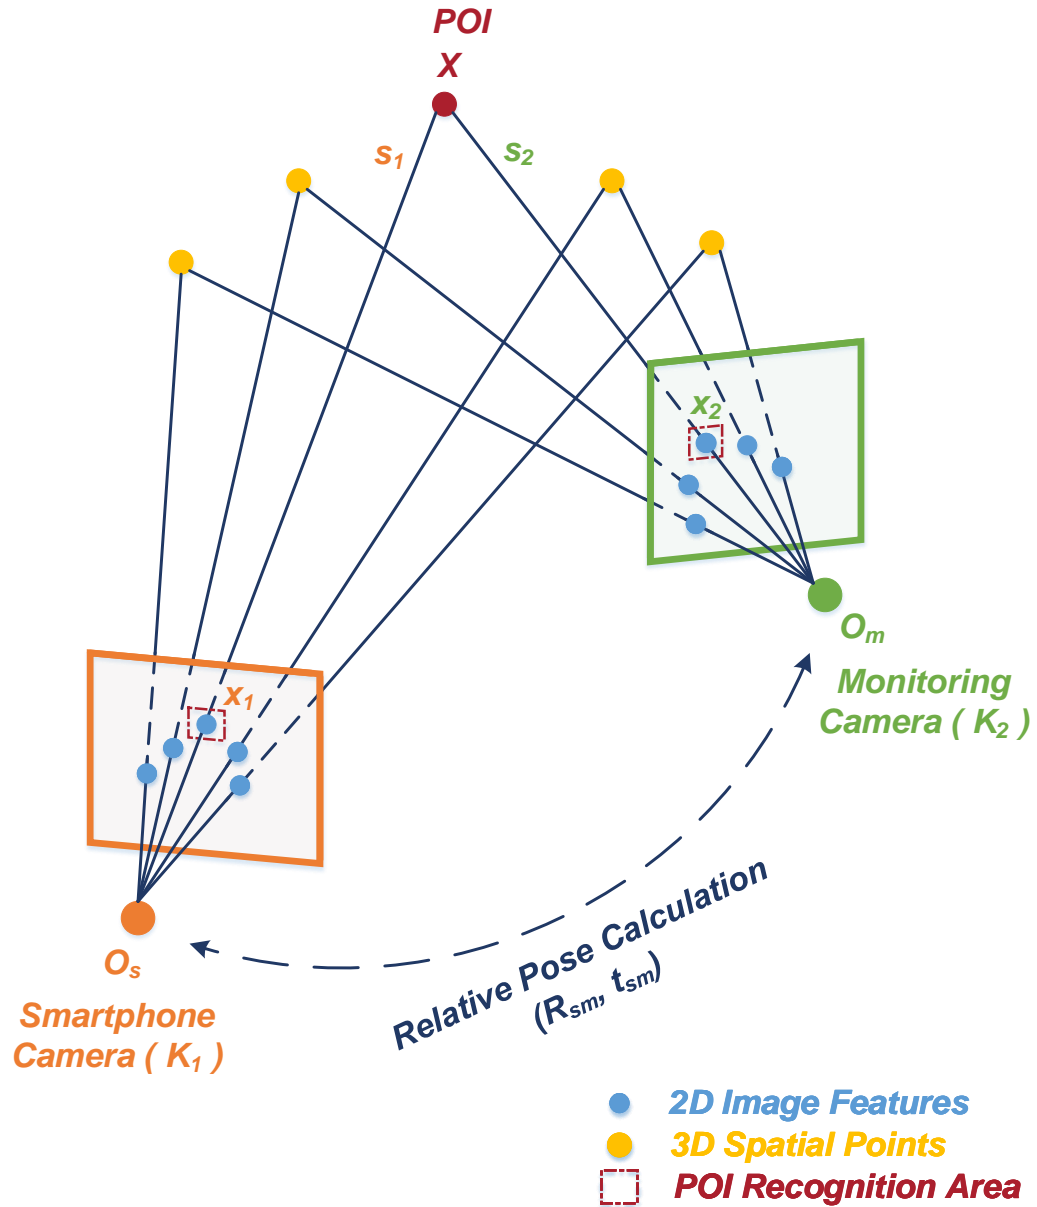 POI
X
s₁
s₂
x₂
Oₘ
Monitoring
Camera ( K₂ )
x₁
Oₛ
Smartphone
Camera ( K₁ )
Relative Pose Calculation
(Rₛₘ, tₛₘ)
2D Image Features
3D Spatial Points
POI Recognition Area